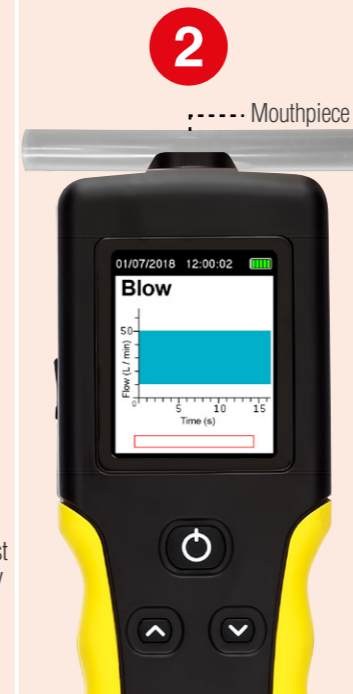 2
Mouthpiece
01/07/2018 12:00:02
Blow
50
Flow (L / min)
0 5 10 15
Time (s)